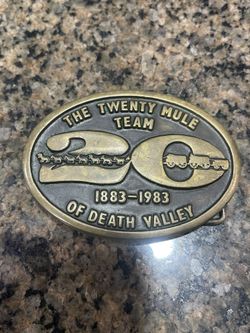 THE TWENTY MULE
TEAM
20
1883-1983
OF DEATH VALLEY